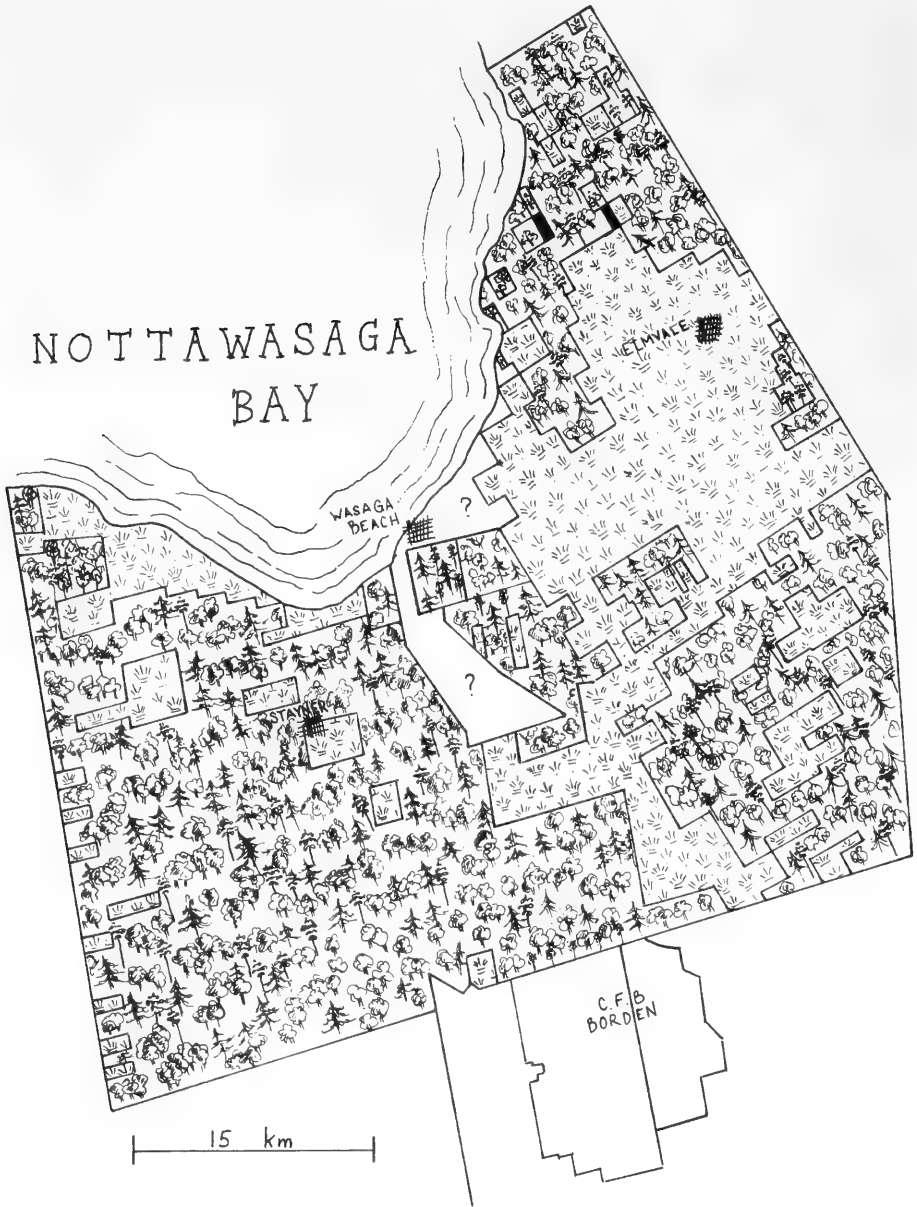 NOTTAWASAGA
BAY
ELMVALE
WASAGA
BEACH
?
?
STAYNER
C.F.B
BORDEN
15 km